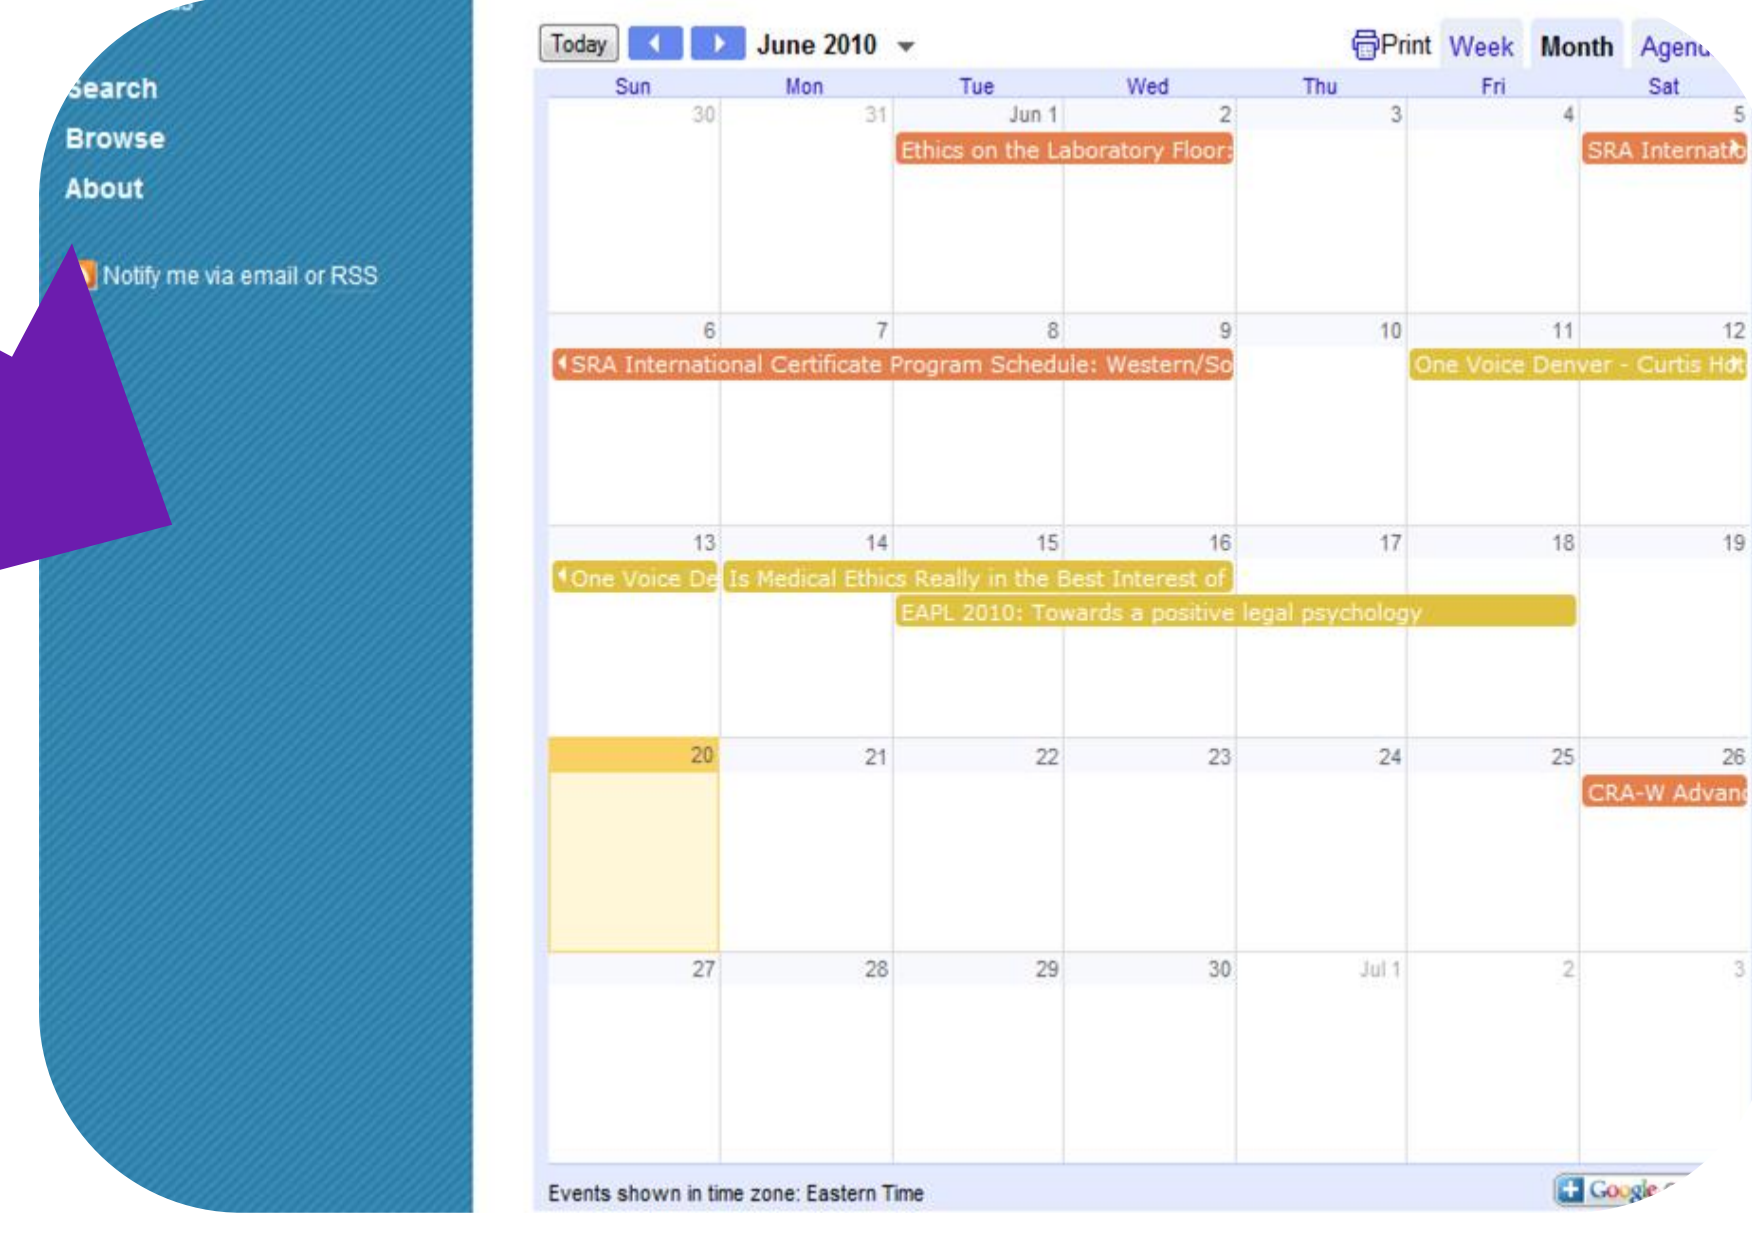 Search
Browse
About
Notify me via email or RSS
Today June 2010 Print Week Month
Sun Mon Tue Wed Thu Fri Sat
30 31 Jun 1 2 3 4 5
Ethics on the Laboratory Floor: SRA Internatio
6 7 8 9 10 11 12
SRA International Certificate Program Schedule: Western/So One Voice Denver - Curtis Hot
13 14 15 16 17 18 19
One Voice De Is Medical Ethics Really in the Best Interest of
EAPL 2010: Towards a positive legal psychology
20 21 22 23 24 25 26
CRA-W Advanc
27 28 29 30 Jul 1 2 3
Events shown in time zone: Eastern Time Google